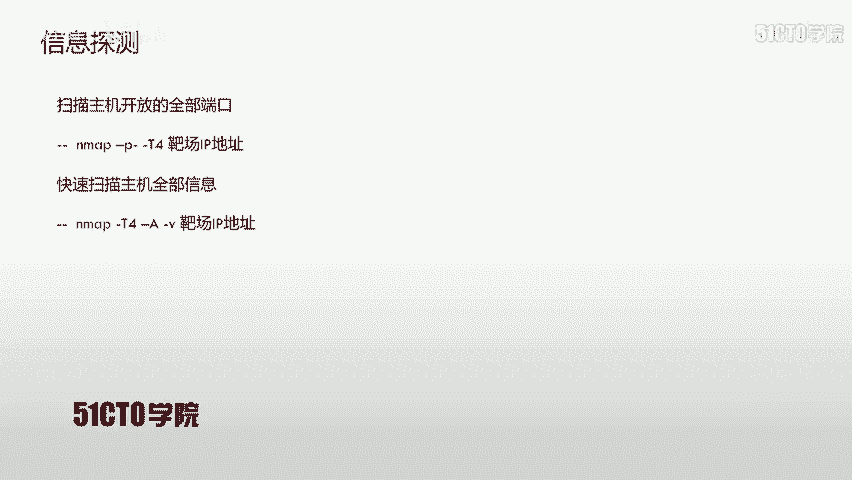 信息探测
51CTO学院
扫描主机开放的全部端口
-- nmap –p- -T4 靶场IP地址
快速扫描主机全部信息
-- nmap -T4 –A -v 靶场IP地址
51CTO学院